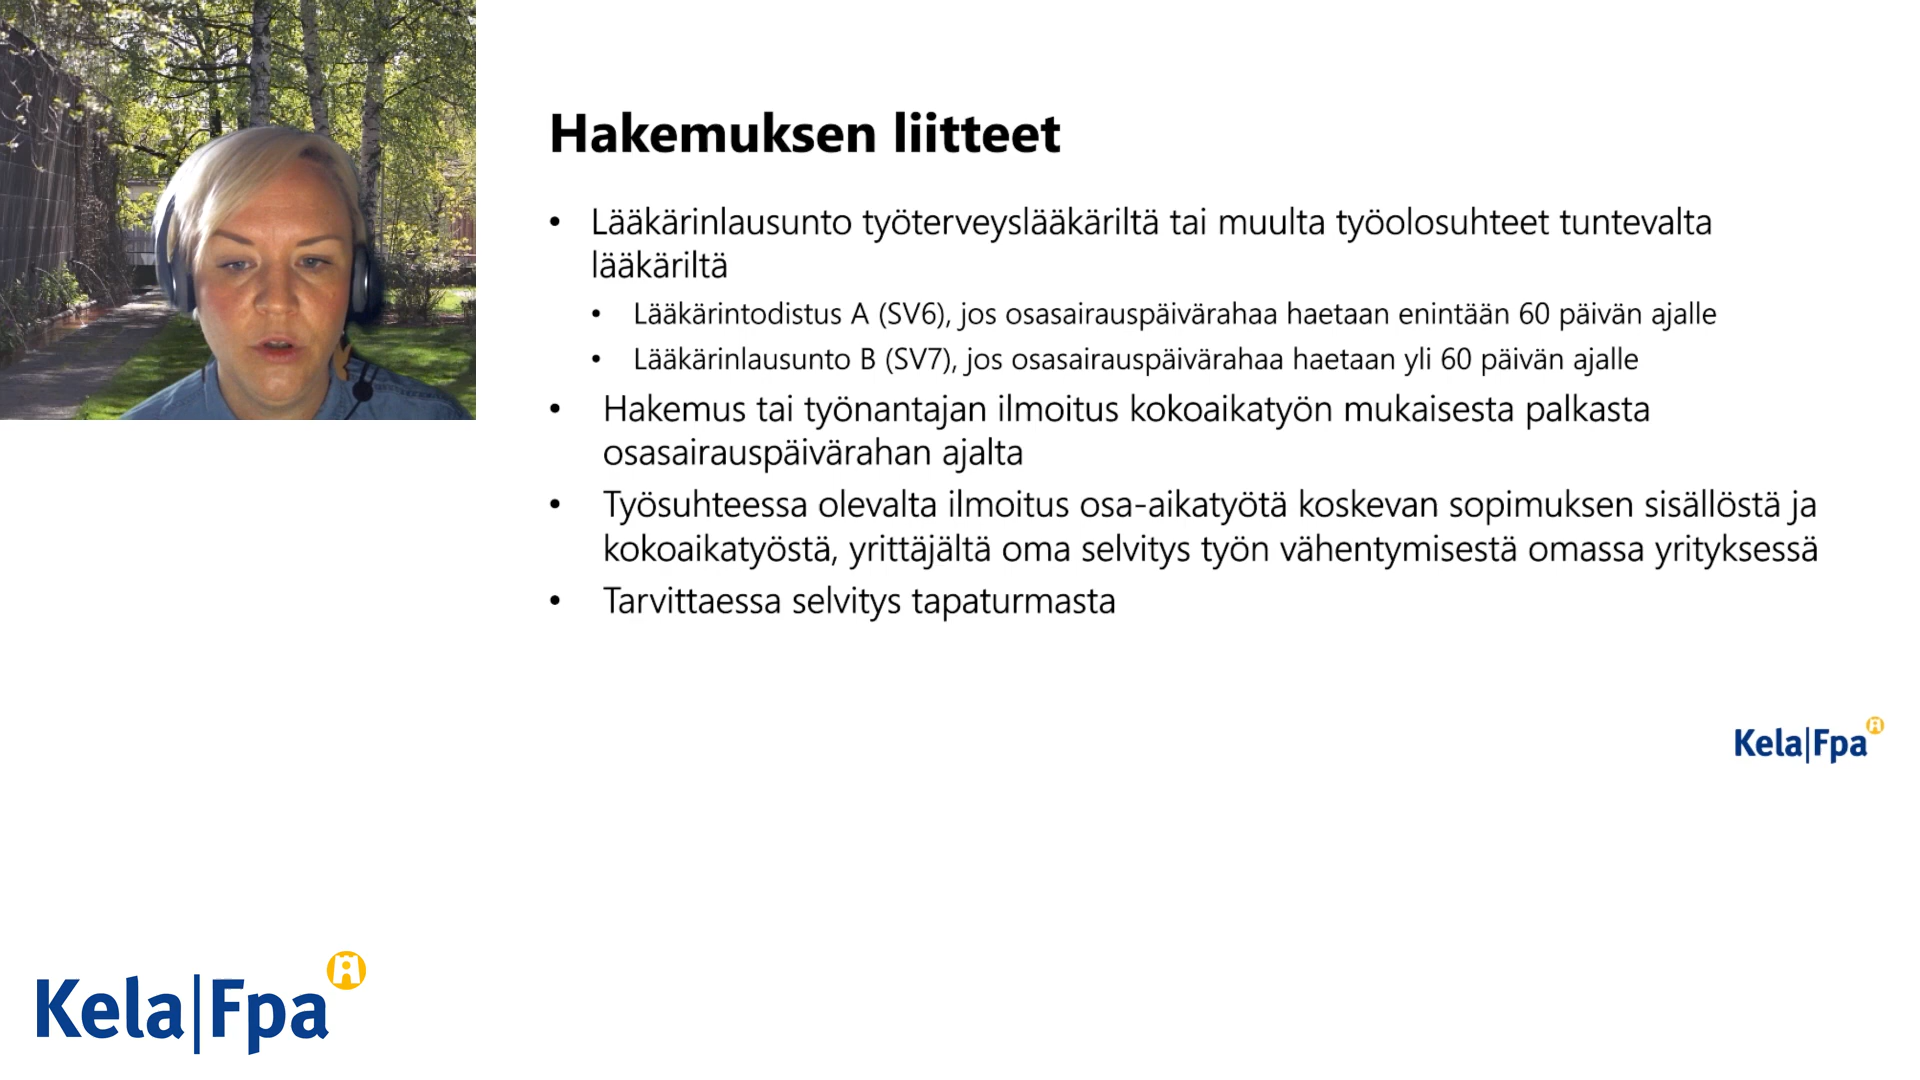 Hakemuksen liitteet
• Lääkärinlausunto työterveyslääkäriltä tai muulta työolosuhteet tuntevalta
lääkäriltä
• Lääkärintodistus A (SV6), jos osasairauspäivärahaa haetaan enintään 60 päivän ajalle
• Lääkärinlausunto B (SV7), jos osasairauspäivärahaa haetaan yli 60 päivän ajalle
• Hakemus tai työnantajan ilmoitus kokoaikatyön mukaisesta palkasta
osasairauspäivärahan ajalta
• Työsuhteessa olevalta ilmoitus osa-aikatyötä koskevan sopimuksen sisällöstä ja
kokoaikatyöstä, yrittäjältä oma selvitys työn vähentymisestä omassa yrityksessä
• Tarvittaessa selvitys tapaturmasta
Kela|Fpa
Kela|Fpa